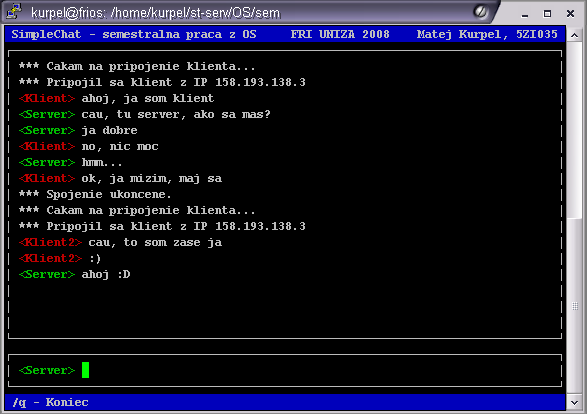 kurpel@frios: /home/kurpel/st-serv/OS/sem
SimpleChat - semestralna praca z OS FRI UNIZA 2008 Matej Kurpel, 5ZI035
*** Cakam na pripojenie klienta...
*** Pripojil sa klient z IP 158.193.138.3
<Klient> ahoj, ja som klient
<Server> cau, tu server, ako sa mas?
<Server> ja dobre
<Klient> no, nic moc
<Server> hmm...
<Klient> ok, ja mizim, maj sa
*** Spojenie ukoncene.
*** Cakam na pripojenie klienta...
*** Pripojil sa klient z IP 158.193.138.3
<Klient2> cau, to som zase ja
<Klient2> :)
<Server> ahoj :D
<Server>
/q - Koniec